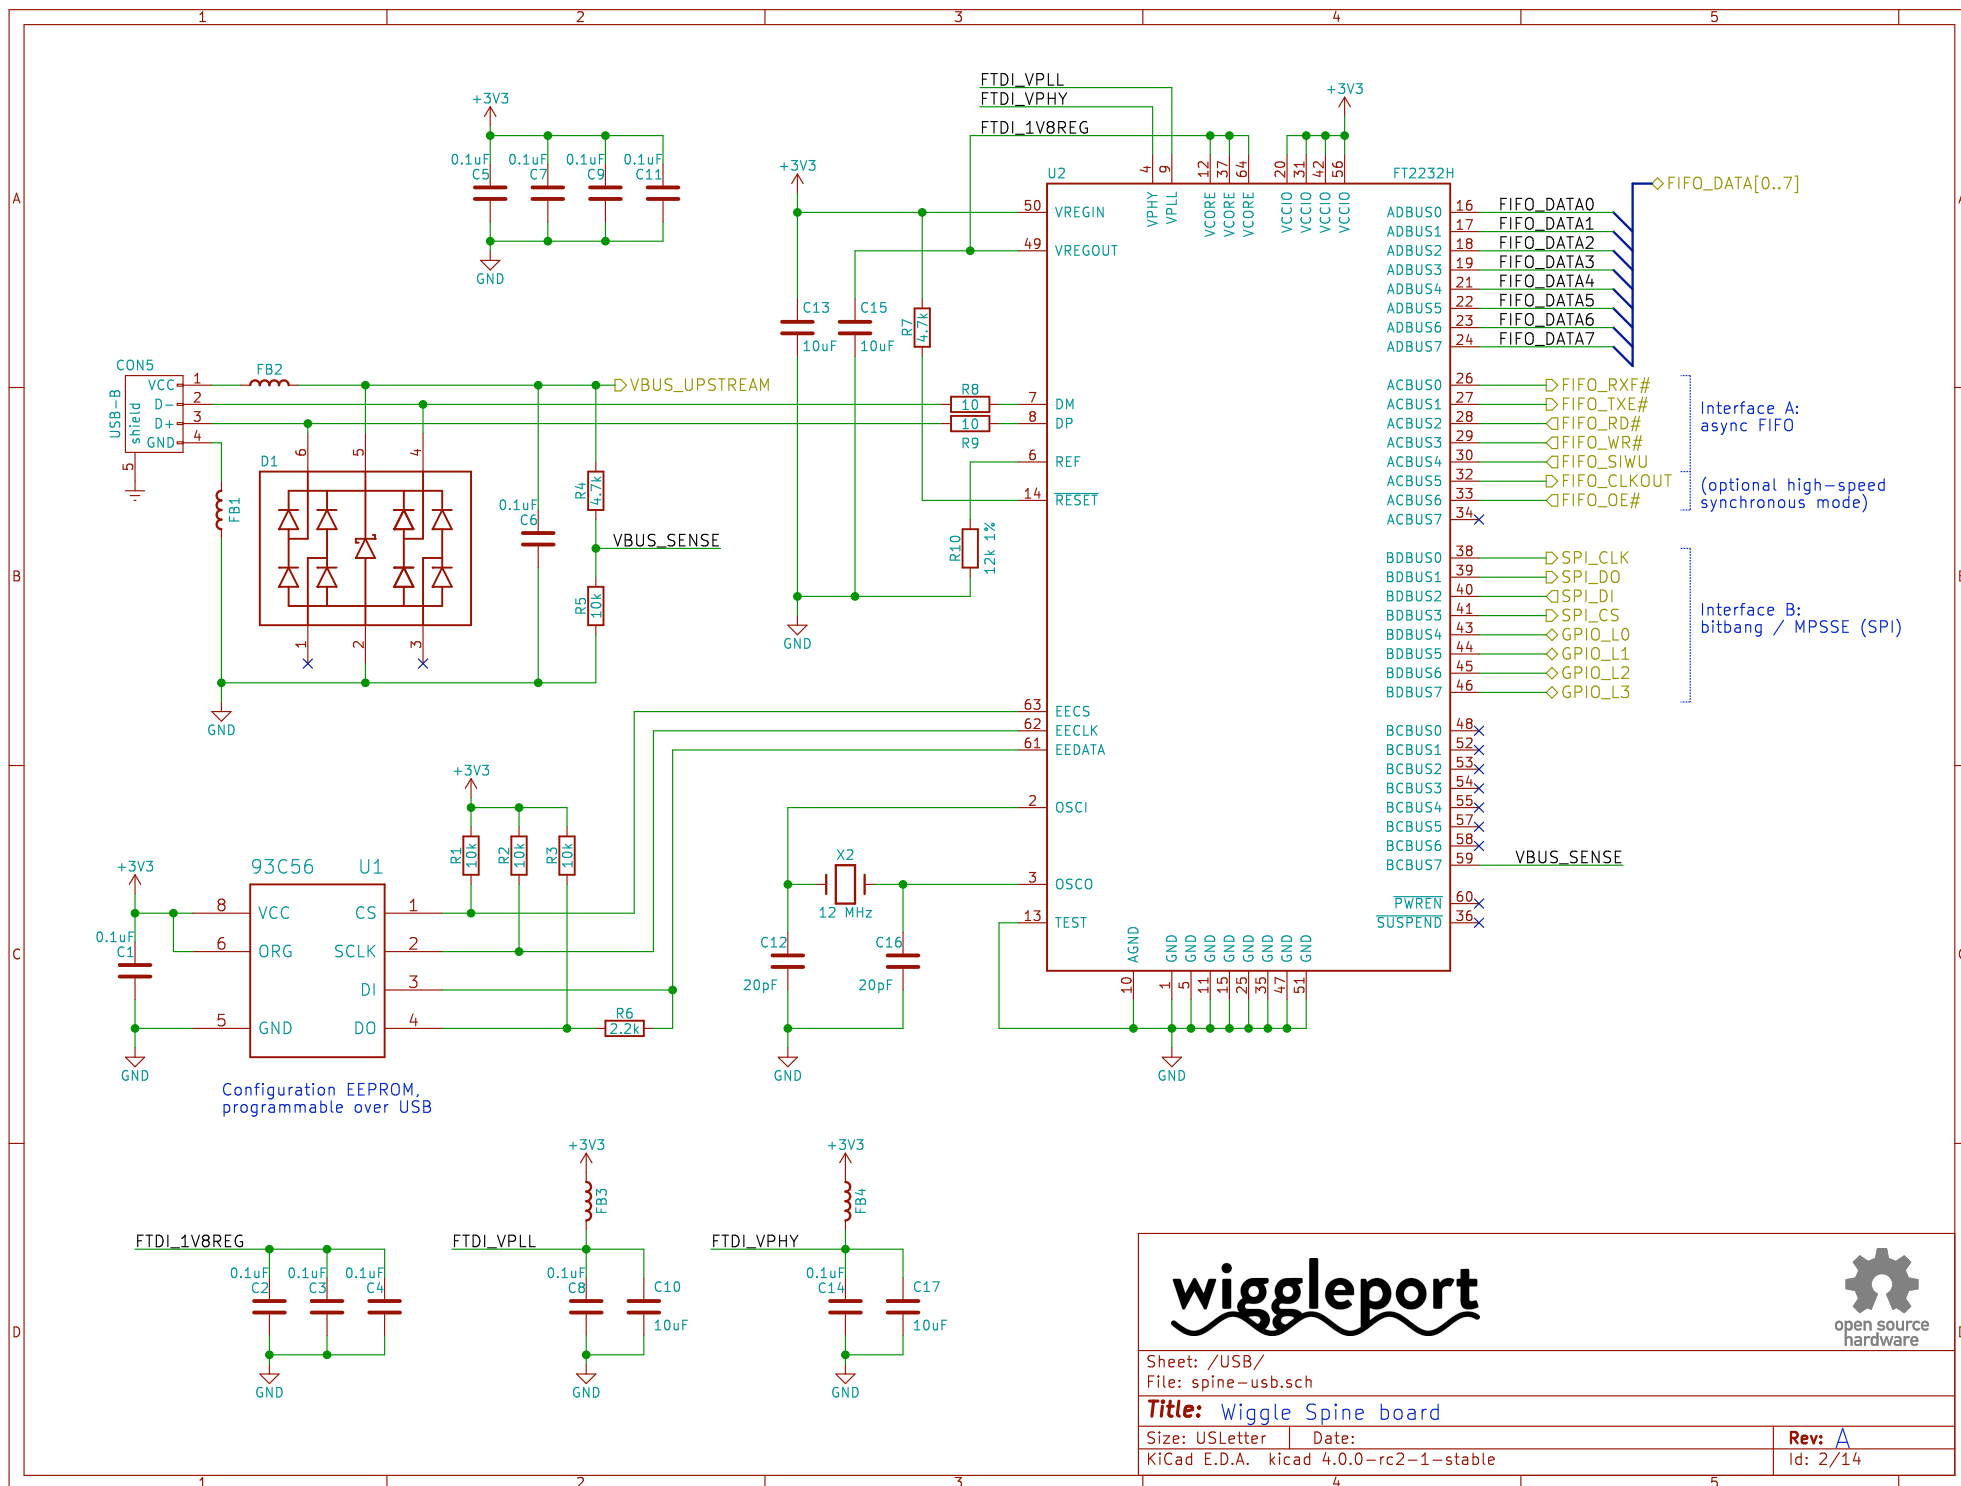 1 2 3 4 5
A
B
C
D
+3V3
0.1uF 0.1uF 0.1uF 0.1uF
C5 C7 C9 C11
GND
FTDI_VPLL
FTDI_VPHY
FTDI_1V8REG
+3V3
+3V3
C13
10uF
C15
10uF
R7
4.7k
GND
U2
FT2232H
4 9 12 37 64 20 31 42 56
VPHY VPLL VCORE VCORE VCORE VCCIO VCCIO VCCIO VCCIO
50 VREGIN
49 VREGOUT
7 DM
8 DP
6 REF
14 RESET
63 EECS
62 EECLK
61 EEDATA
2 OSCI
3 OSCO
13 TEST
AGND GND GND GND GND GND GND GND GND
10 1 5 11 15 25 35 47 51
GND
ADBUS0 16 FIFO_DATA0
ADBUS1 17 FIFO_DATA1
ADBUS2 18 FIFO_DATA2
ADBUS3 19 FIFO_DATA3
ADBUS4 21 FIFO_DATA4
ADBUS5 22 FIFO_DATA5
ADBUS6 23 FIFO_DATA6
ADBUS7 24 FIFO_DATA7
FIFO_DATA[0..7]
ACBUS0 26 FIFO_RXF#
ACBUS1 27 FIFO_TXE#
ACBUS2 28 FIFO_RD#
ACBUS3 29 FIFO_WR#
ACBUS4 30 FIFO_SIWU
ACBUS5 32 FIFO_CLKOUT
ACBUS6 33 FIFO_OE#
ACBUS7 34
Interface A:
async FIFO
(optional high-speed
synchronous mode)
BDBUS0 38 SPI_CLK
BDBUS1 39 SPI_DO
BDBUS2 40 SPI_DI
BDBUS3 41 SPI_CS
BDBUS4 43 GPIO_L0
BDBUS5 44 GPIO_L1
BDBUS6 45 GPIO_L2
BDBUS7 46 GPIO_L3
Interface B:
bitbang / MPSSE (SPI)
BCBUS0 48
BCBUS1 52
BCBUS2 53
BCBUS3 54
BCBUS4 55
BCBUS5 57
BCBUS6 58
BCBUS7 59 VBUS_SENSE
PWREN 60
SUSPEND 36
CON5
USB-B
shield
VCC 1
D- 2
D+ 3
GND 4
5
FB2
FB1
VBUS_UPSTREAM
D1
6 5 4
1 2 3
0.1uF
C6
R4
4.7k
VBUS_SENSE
R5
10k
GND
R8
10
10
R9
R10
12k 1%
+3V3
R1 10k R2 10k R3 10k
+3V3
0.1uF
C1
GND
93C56 U1
8 VCC CS 1
6 ORG SCLK 2
DI 3
5 GND DO 4
R6
2.2k
Configuration EEPROM,
programmable over USB
X2
12 MHz
C12
20pF
C16
20pF
GND
FTDI_1V8REG
0.1uF 0.1uF 0.1uF
C2 C3 C4
GND
+3V3
FB3
FTDI_VPLL
0.1uF
C8
C10
10uF
GND
+3V3
FB4
FTDI_VPHY
0.1uF
C14
C17
10uF
GND
wiggleport
open source
hardware
Sheet: /USB/
File: spine-usb.sch
Title: Wiggle Spine board
Size: USLetter Date: Rev: A
KiCad E.D.A. kicad 4.0.0-rc2-1-stable Id: 2/14
1 2 3 4 5